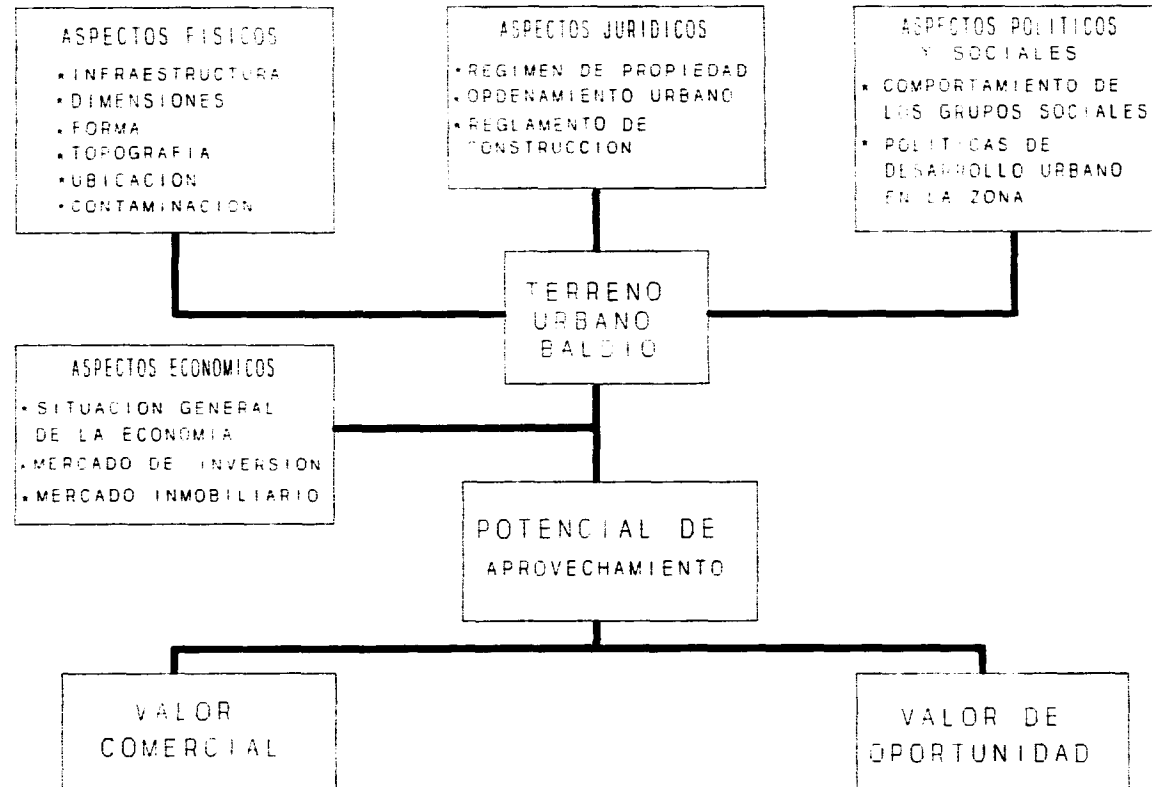 ASPECTOS FISICOS
* INFRAESTRUCTURA
* DIMENSIONES
* FORMA
* TOPOGRAFIA
* UBICACION
* CONTAMINACION
ASPECTOS JURIDICOS
* REGIMEN DE PROPIEDAD
* ORDENAMIENTO URBANO
* REGLAMENTO DE
CONSTRUCCION
ASPECTOS POLITICOS
Y SOCIALES
* COMPORTAMIENTO DE
LOS GRUPOS SOCIALES
* POLITICAS DE
DESARROLLO URBANO
EN LA ZONA
TERRENO
URBANO
BALDIO
ASPECTOS ECONOMICOS
* SITUACION GENERAL
DE LA ECONOMIA
* MERCADO DE INVERSION
* MERCADO INMOBILIARIO
POTENCIAL DE
APROVECHAMIENTO
VALOR
COMERCIAL
VALOR DE
OPORTUNIDAD